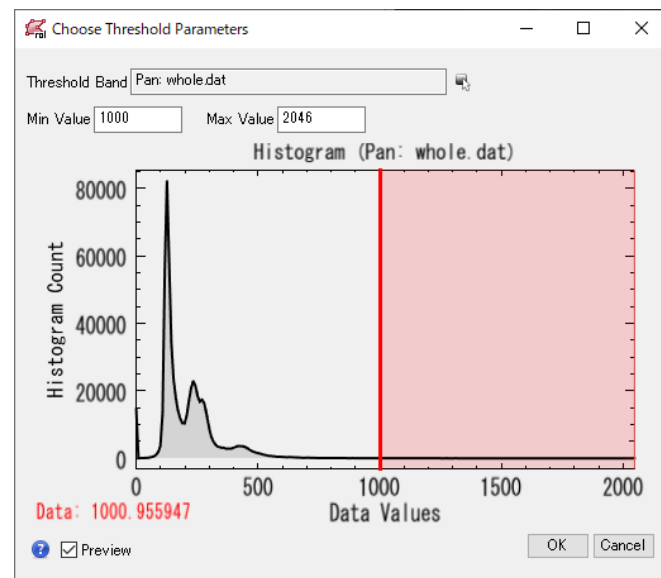 Choose Threshold Parameters
Threshold Band Pan: whole.dat
Min Value 1000 Max Value 2046
Histogram (Pan: whole.dat)
80000
60000
40000
20000
0
Histogram Count
0 500 1000 1500 2000
Data: 1000.955947 Data Values
Preview OK Cancel